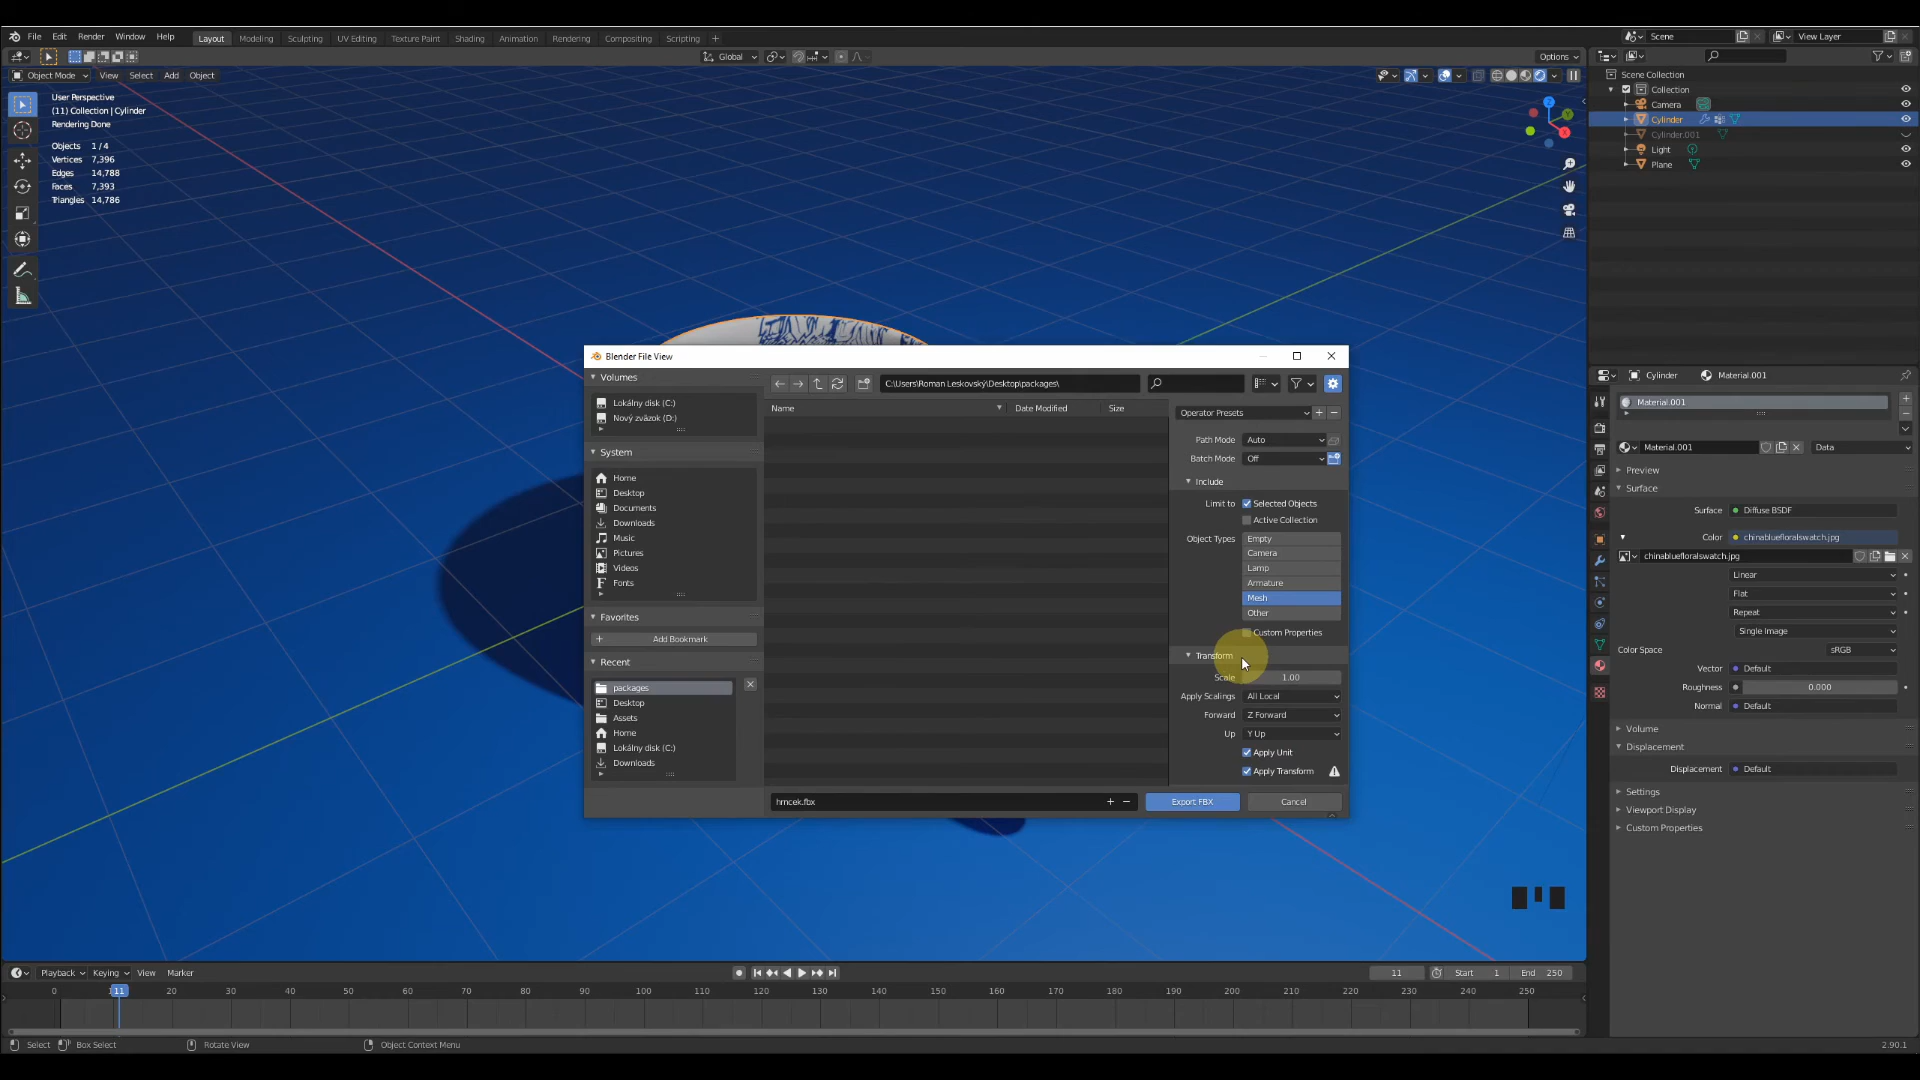 File Edit Render Window Help Layout Modeling Sculpting UV Editing Texture Paint Shading Animation Rendering Compositing Scripting +
Scene View Layer
Global Options
Object Mode View Select Add Object
User Perspective
(11) Collection | Cylinder
Rendering Done
Objects 1 / 4
Vertices 7,396
Edges 14,788
Faces 7,393
Triangles 14,786
Scene Collection
Collection
Camera
Cylinder
Cylinder.001
Light
Plane
Blender File View
Volumes
Lokálny disk (C:)
Nový zväzok (D:)
System
Home
Desktop
Documents
Downloads
Music
Pictures
Videos
Fonts
Favorites
Add Bookmark
Recent
packages
Desktop
Assets
Home
Lokálny disk (C:)
Downloads
C:\Users\Roman Leskovský\Desktop\packages\
Name Date Modified Size
hrncek.fbx
Operator Presets
Path Mode Auto
Batch Mode Off
Include
Limit to Selected Objects
Active Collection
Object Types Empty
Camera
Lamp
Armature
Mesh
Other
Custom Properties
Transform
Scale 1.00
Apply Scalings All Local
Forward Z Forward
Up Y Up
Apply Unit
Apply Transform
Export FBX Cancel
Cylinder Material.001
Material.001
Material.001 Data
Preview
Surface
Surface Diffuse BSDF
Color chinabluefloralswatch.jpg
chinabluefloralswatch.jpg
Linear
Flat
Repeat
Single Image
Color Space sRGB
Vector Default
Roughness 0.000
Normal Default
Volume
Displacement
Displacement Default
Settings
Viewport Display
Custom Properties
Playback Keying View Marker
11 Start 1 End 250
0 11 20 30 40 50 60 70 80 90 100 110 120 130 140 150 160 170 180 190 200 210 220 230 240 250
Select Box Select Rotate View Object Context Menu 2.90.1